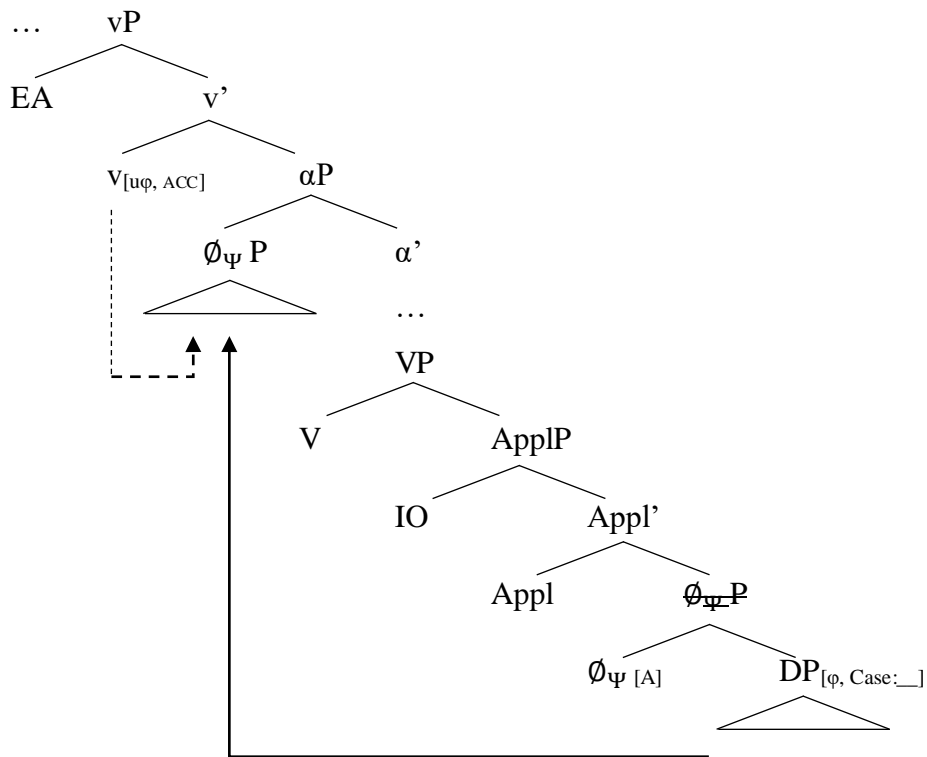 … vP
EA v’
v[uφ, ACC] αP
∅Ψ P α’
…
VP
V ApplP
IO Appl’
Appl ∅Ψ P
∅Ψ [A] DP[φ, Case:__]